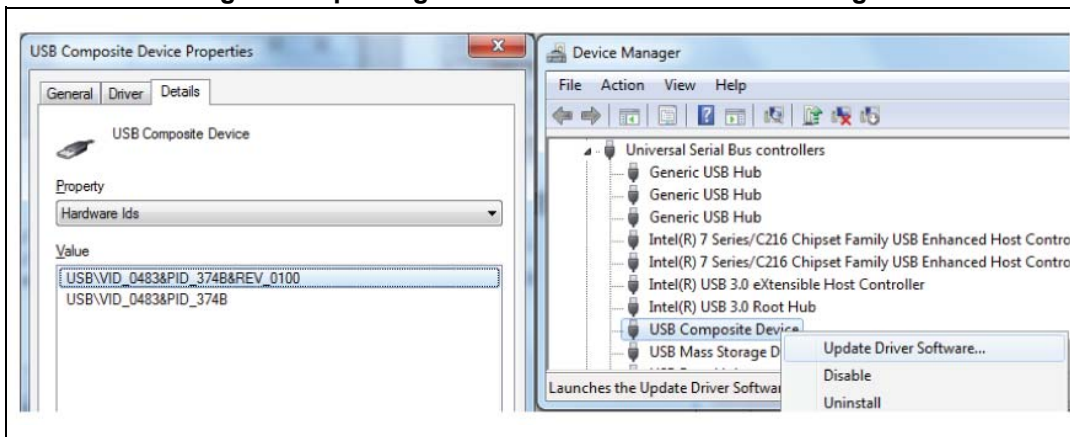 USB Composite Device Properties
General Driver Details
USB Composite Device
Property
Hardware Ids
Value
USB\VID_0483&PID_374B&REV_0100
USB\VID_0483&PID_374B
Device Manager
File Action View Help
Universal Serial Bus controllers
Generic USB Hub
Generic USB Hub
Generic USB Hub
Intel(R) 7 Series/C216 Chipset Family USB Enhanced Host Contro
Intel(R) 7 Series/C216 Chipset Family USB Enhanced Host Contro
Intel(R) USB 3.0 eXtensible Host Controller
Intel(R) USB 3.0 Root Hub
USB Composite Device
USB Mass Storage D
Launches the Update Driver Softwar
Update Driver Software...
Disable
Uninstall